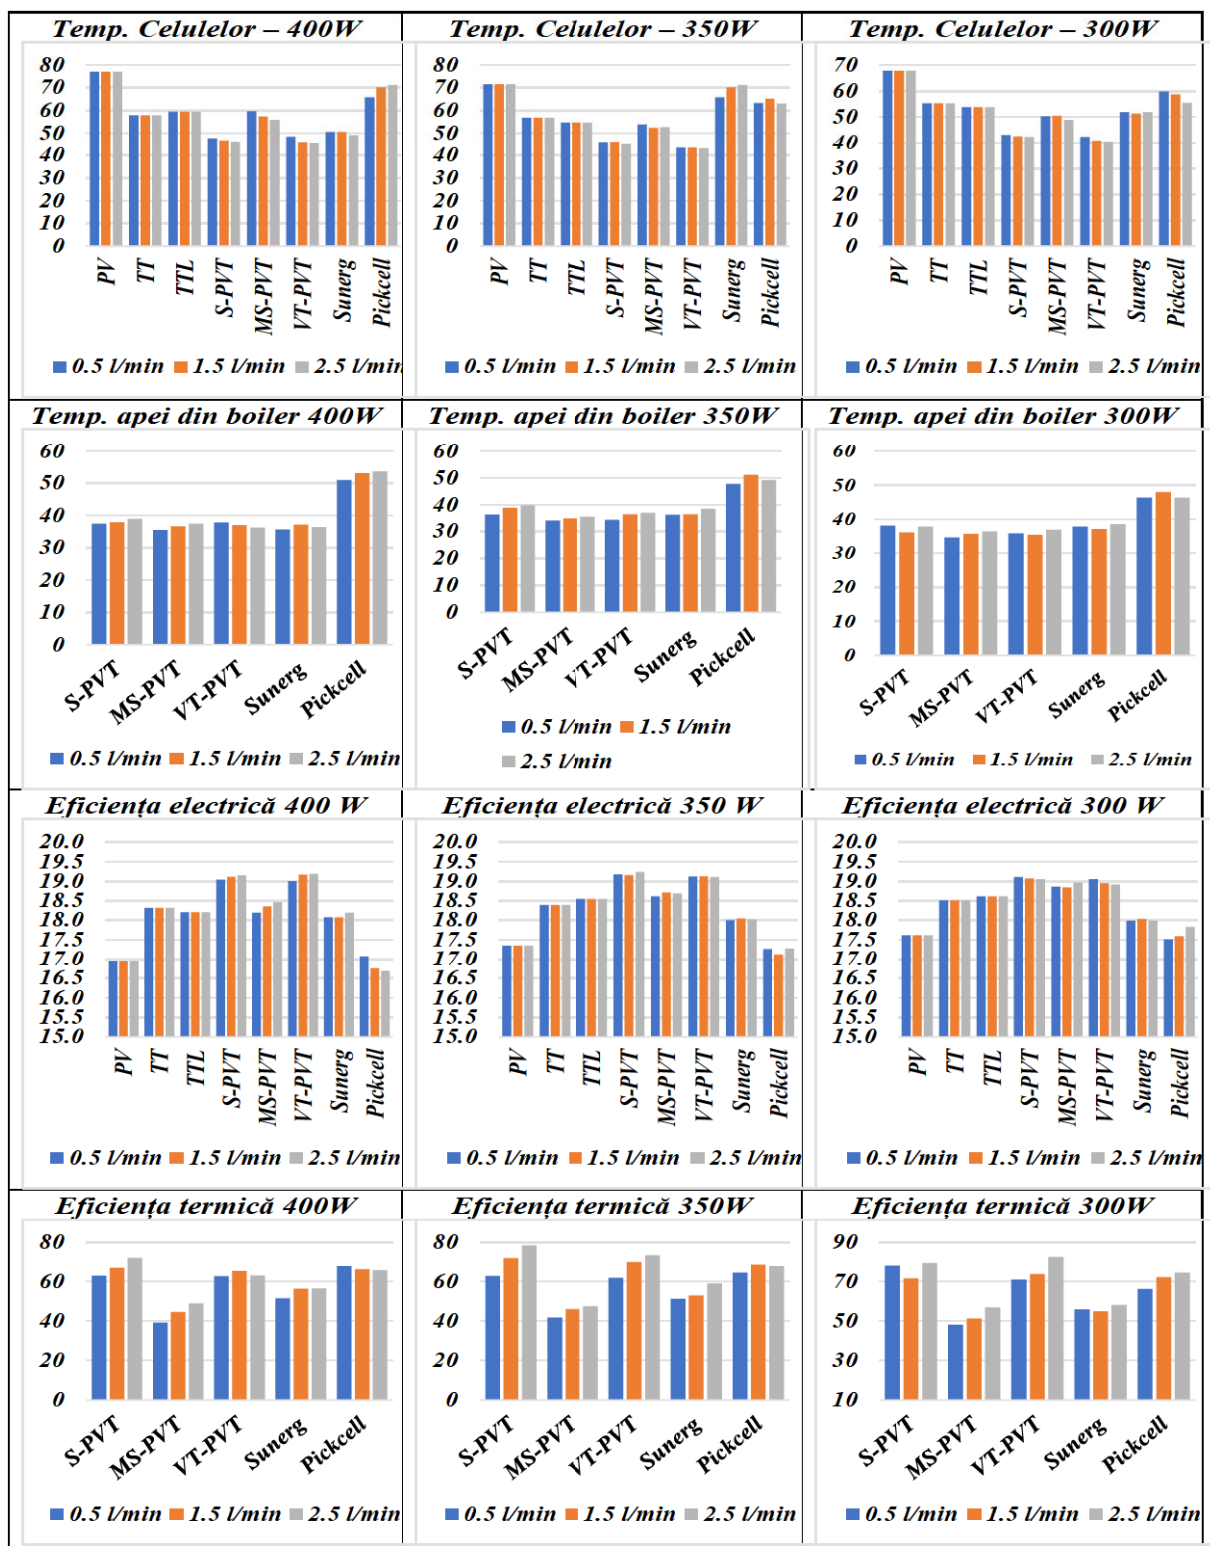 Temp. Celulelor – 400W
80
70
60
50
40
30
20
10
0
PV
TT
TTL
S-PVT
MS-PVT
VT-PVT
Sunerg
Pickcell
0.5 l/min 1.5 l/min 2.5 l/min
Temp. Celulelor – 350W
80
70
60
50
40
30
20
10
0
PV
TT
TTL
S-PVT
MS-PVT
VT-PVT
Sunerg
Pickcell
0.5 l/min 1.5 l/min 2.5 l/min
Temp. Celulelor – 300W
70
60
50
40
30
20
10
0
PV
TT
TTL
S-PVT
MS-PVT
VT-PVT
Sunerg
Pickcell
0.5 l/min 1.5 l/min 2.5 l/min
Temp. apei din boiler 400W
60
50
40
30
20
10
0
S-PVT
MS-PVT
VT-PVT
Sunerg
Pickcell
0.5 l/min 1.5 l/min 2.5 l/min
Temp. apei din boiler 350W
60
50
40
30
20
10
0
S-PVT
MS-PVT
VT-PVT
Sunerg
Pickcell
0.5 l/min 1.5 l/min
2.5 l/min
Temp. apei din boiler 300W
60
50
40
30
20
10
0
S-PVT
MS-PVT
VT-PVT
Sunerg
Pickcell
0.5 l/min 1.5 l/min 2.5 l/min
Eficiența electrică 400 W
20.0
19.5
19.0
18.5
18.0
17.5
17.0
16.5
16.0
15.5
15.0
PV
TT
TTL
S-PVT
MS-PVT
VT-PVT
Sunerg
Pickcell
0.5 l/min 1.5 l/min 2.5 l/min
Eficiența electrică 350 W
20.0
19.5
19.0
18.5
18.0
17.5
17.0
16.5
16.0
15.5
15.0
PV
TT
TTL
S-PVT
MS-PVT
VT-PVT
Sunerg
Pickcell
0.5 l/min 1.5 l/min 2.5 l/min
Eficiența electrică 300 W
20.0
19.5
19.0
18.5
18.0
17.5
17.0
16.5
16.0
15.5
15.0
PV
TT
TTL
S-PVT
MS-PVT
VT-PVT
Sunerg
Pickcell
0.5 l/min 1.5 l/min 2.5 l/min
Eficiența termică 400W
80
60
40
20
0
S-PVT
MS-PVT
VT-PVT
Sunerg
Pickcell
0.5 l/min 1.5 l/min 2.5 l/min
Eficiența termică 350W
80
60
40
20
0
S-PVT
MS-PVT
VT-PVT
Sunerg
Pickcell
0.5 l/min 1.5 l/min 2.5 l/min
Eficiența termică 300W
90
70
50
30
10
S-PVT
MS-PVT
VT-PVT
Sunerg
Pickcell
0.5 l/min 1.5 l/min 2.5 l/min